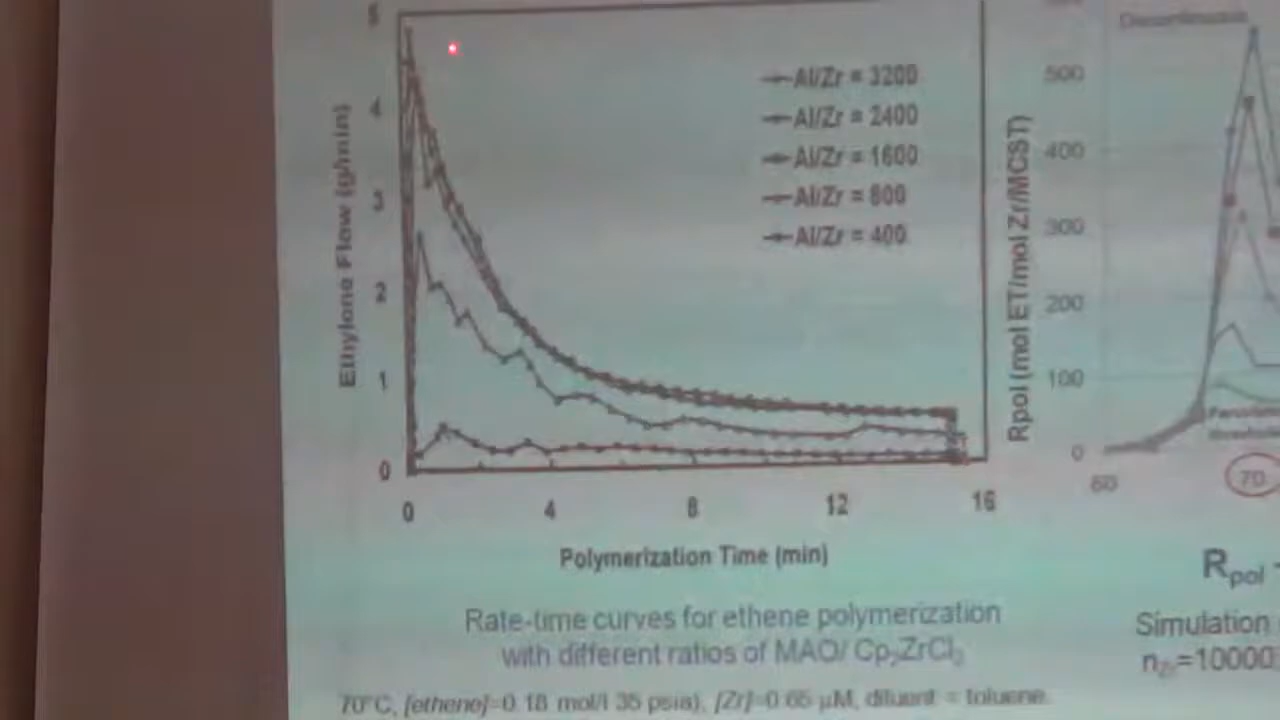 5
4
3
2
1
0
Ethylene Flow (g/min)
Al/Zr = 3200
Al/Zr = 2400
Al/Zr = 1600
Al/Zr = 800
Al/Zr = 400
0 4 8 12 16
Polymerization Time (min)
Rate-time curves for ethene polymerization
with different ratios of MAO/ Cp₂ZrCl₂
70°C, [ethene]=0.18 mol/l 35 psia), [Zr]=0.65 µM, diluent = toluene.
Rpol (mol ET/mol Zr/MCST)
500
400
300
200
100
0
60 70
Rpol
Simulation
nZr=10000